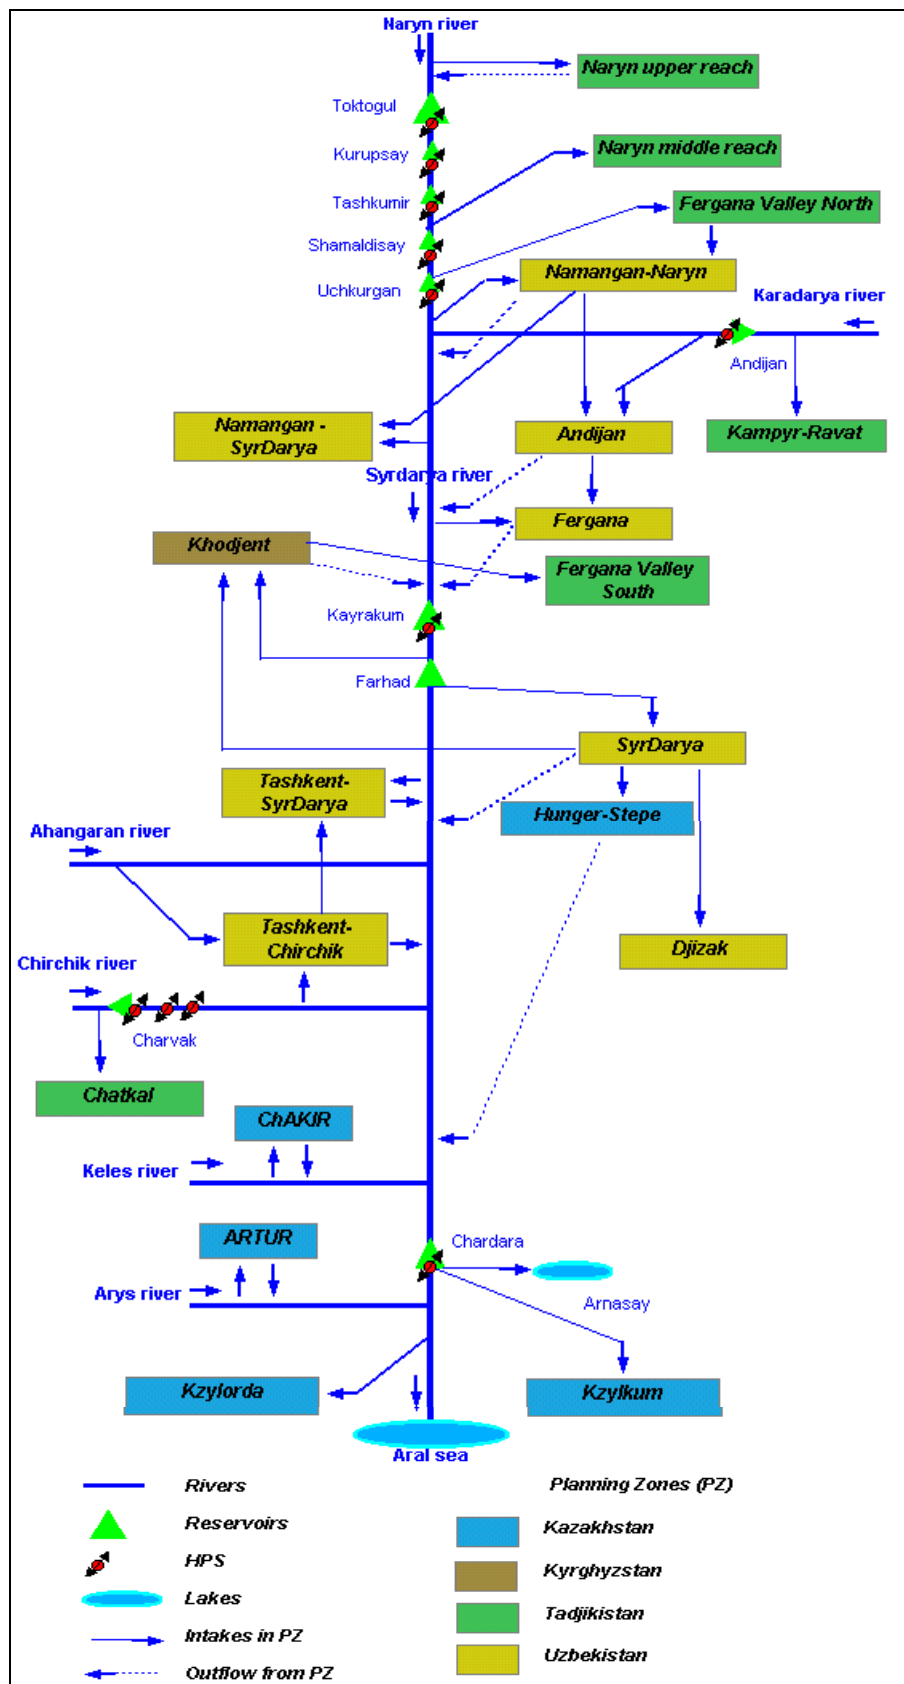 Naryn river
Naryn upper reach
Toktogul
Kurupsay
Naryn middle reach
Tashkumir
Fergana Valley North
Shamaldisay
Namangan-Naryn
Uchkurgan
Karadarya river
Andijan
Namangan -
SyrDarya
Andijan
Kampyr-Ravat
Syrdarya river
Fergana
Khodjent
Fergana Valley
South
Kayrakum
Farhad
SyrDarya
Tashkent-
SyrDarya
Hunger-Stepe
Ahangaran river
Tashkent-
Chirchik
Djizak
Chirchik river
Charvak
Chatkal
ChAKIR
Keles river
ARTUR
Chardara
Arys river
Arnasay
Kzylorda
Kzylkum
Aral sea
Rivers
Planning Zones (PZ)
Reservoirs
Kazakhstan
HPS
Kyrghyzstan
Lakes
Tadjikistan
Intakes in PZ
Uzbekistan
Outflow from PZ